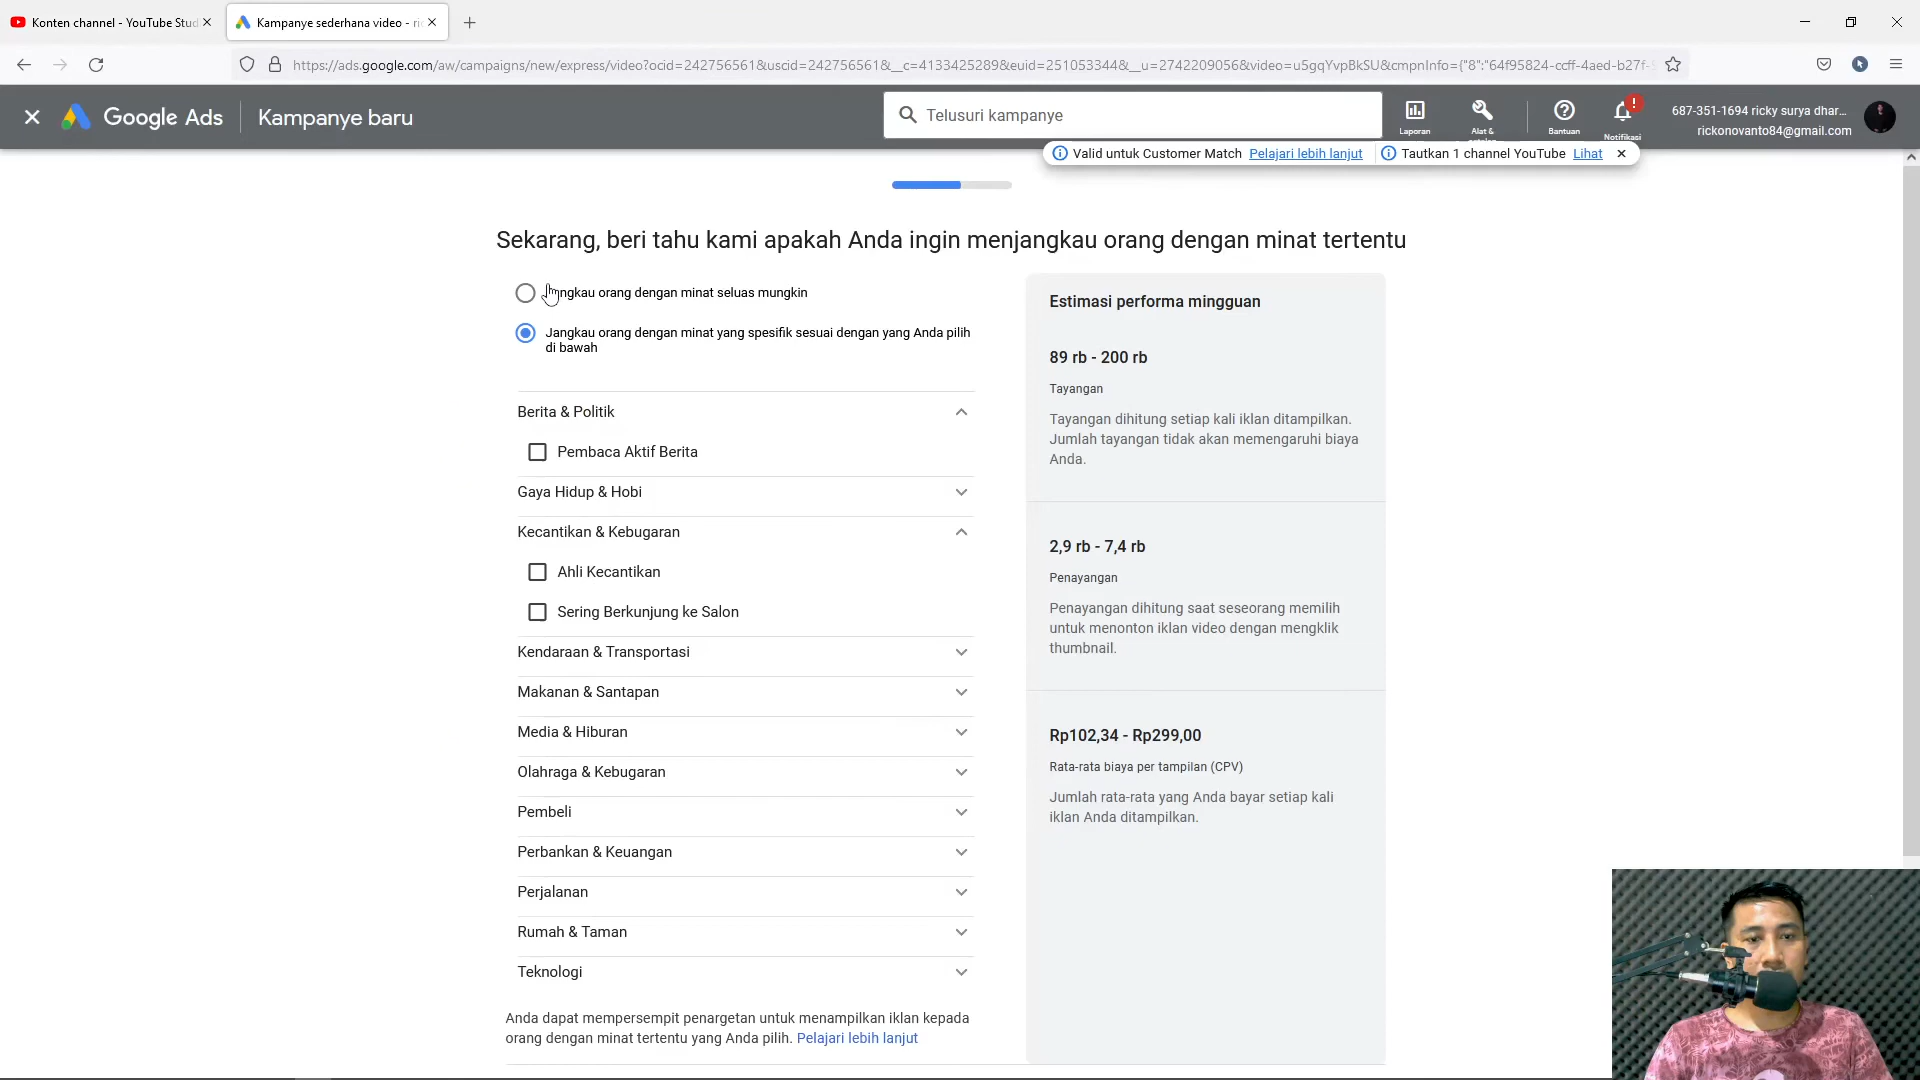 Konten channel - YouTube Stud
Kampanye sederhana video - ri
https://ads.google.com/aw/campaigns/new/express/video?ocid=242756561&uscid=242756561&__c=4133425289&euid=251053344&__u=2742209056&video=u5gqYvpBkSU&cmpnInfo={"8":"64f95824-ccff-4aed-b27f-
Google Ads
Kampanye baru
Telusuri kampanye
Laporan
Alat &
Bantuan
Notifikasi
687-351-1694 ricky surya dhar...
rickonovanto84@gmail.com
Valid untuk Customer Match Pelajari lebih lanjut
Tautkan 1 channel YouTube Lihat
Sekarang, beri tahu kami apakah Anda ingin menjangkau orang dengan minat tertentu
orang dengan minat seluas mungkin
Jangkau orang dengan minat yang spesifik sesuai dengan yang Anda pilih
di bawah
Berita & Politik
Pembaca Aktif Berita
Gaya Hidup & Hobi
Kecantikan & Kebugaran
Ahli Kecantikan
Sering Berkunjung ke Salon
Kendaraan & Transportasi
Makanan & Santapan
Media & Hiburan
Olahraga & Kebugaran
Pembeli
Perbankan & Keuangan
Perjalanan
Rumah & Taman
Teknologi
Anda dapat mempersempit penargetan untuk menampilkan iklan kepada
orang dengan minat tertentu yang Anda pilih. Pelajari lebih lanjut
Estimasi performa mingguan
89 rb - 200 rb
Tayangan
Tayangan dihitung setiap kali iklan ditampilkan.
Jumlah tayangan tidak akan memengaruhi biaya
Anda.
2,9 rb - 7,4 rb
Penayangan
Penayangan dihitung saat seseorang memilih
untuk menonton iklan video dengan mengklik
thumbnail.
Rp102,34 - Rp299,00
Rata-rata biaya per tampilan (CPV)
Jumlah rata-rata yang Anda bayar setiap kali
iklan Anda ditampilkan.